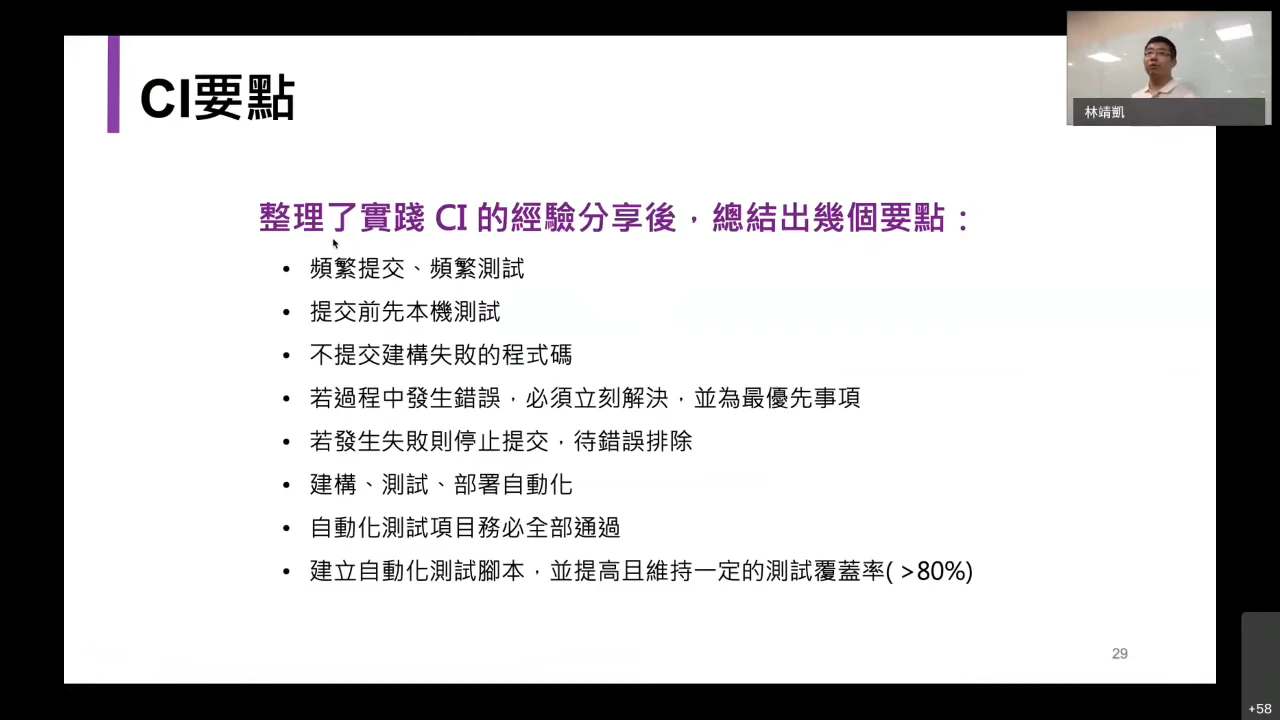 CI要點
林靖凱
整理了實踐 CI 的經驗分享後，總結出幾個要點：
• 頻繁提交、頻繁測試
• 提交前先本機測試
• 不提交建構失敗的程式碼
• 若過程中發生錯誤，必須立刻解決，並為最優先事項
• 若發生失敗則停止提交，待錯誤排除
• 建構、測試、部署自動化
• 自動化測試項目務必全部通過
• 建立自動化測試腳本，並提高且維持一定的測試覆蓋率( >80%)
29
+58